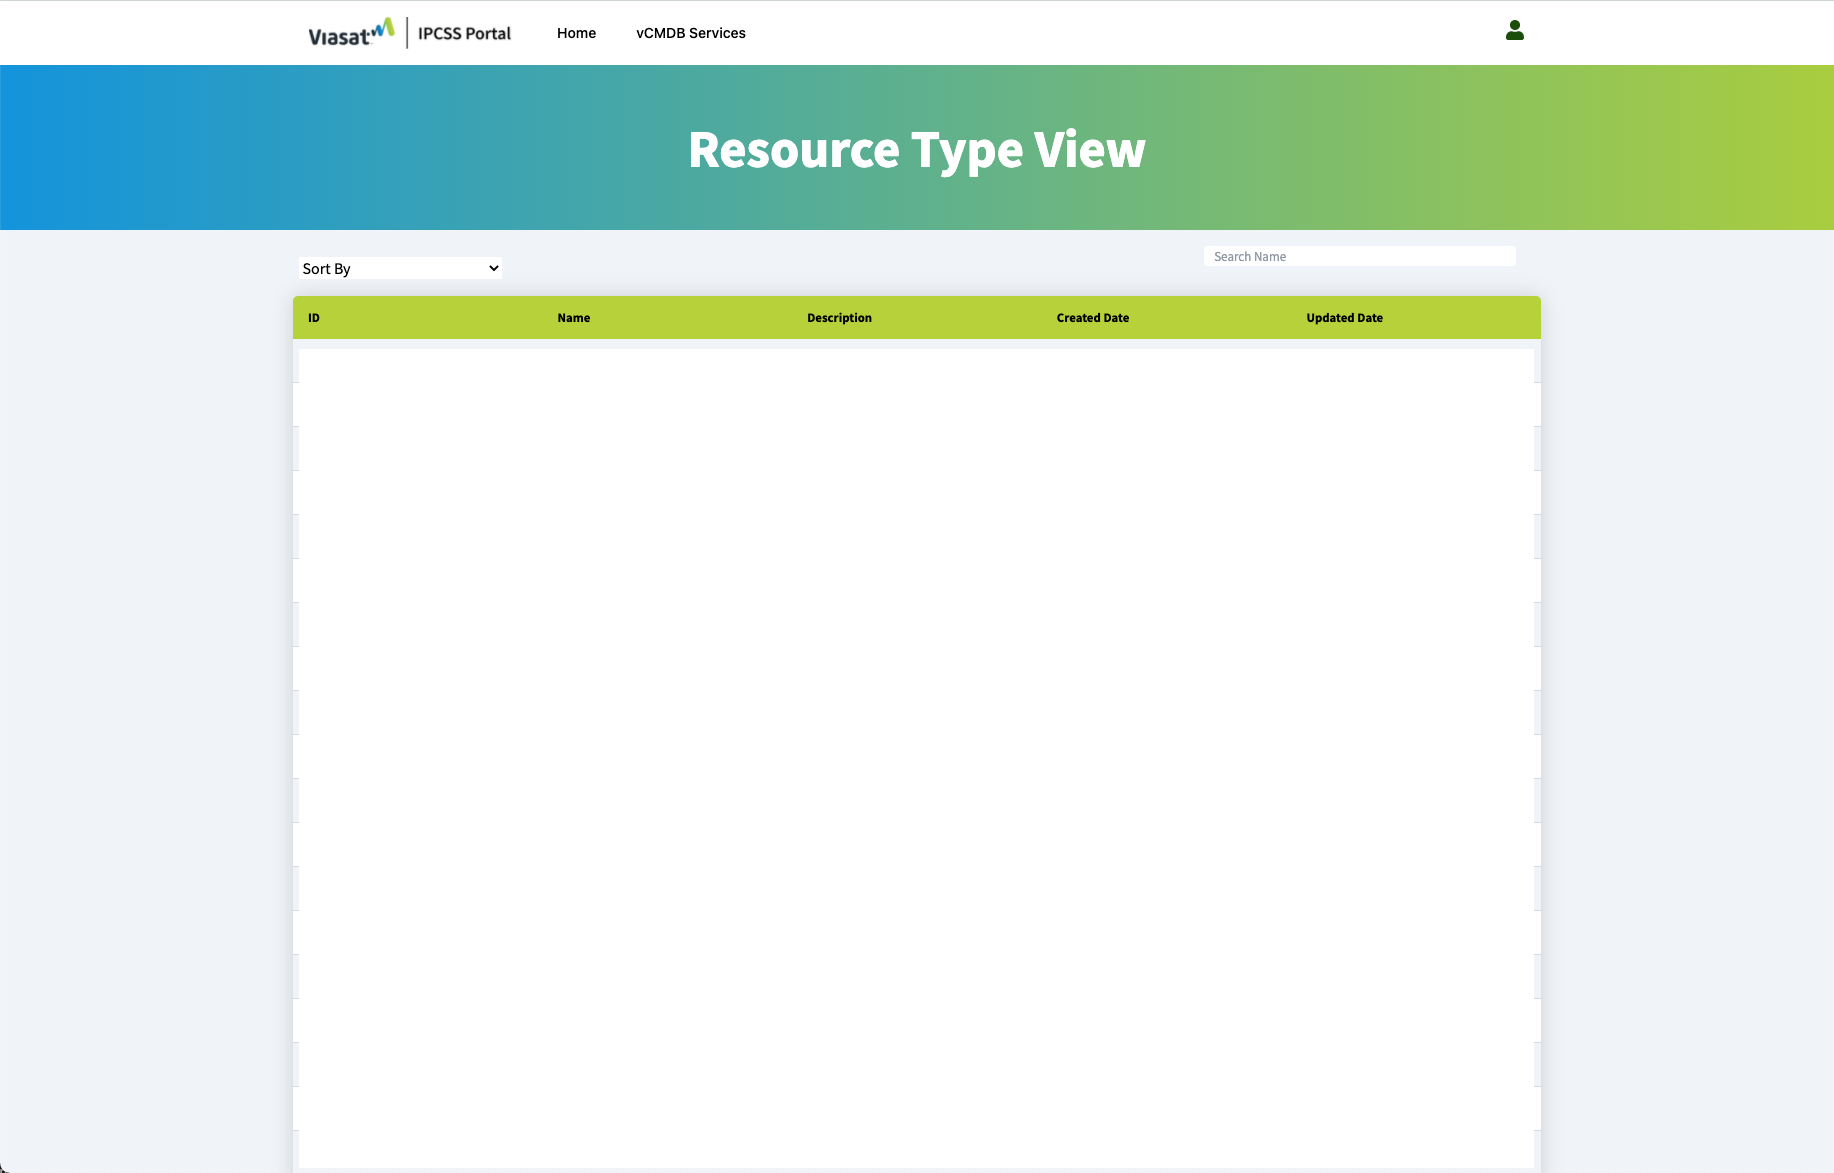 Viasat IPCSS Portal Home vCMDB Services
Resource Type View
Sort By
Search Name
ID Name Description Created Date Updated Date